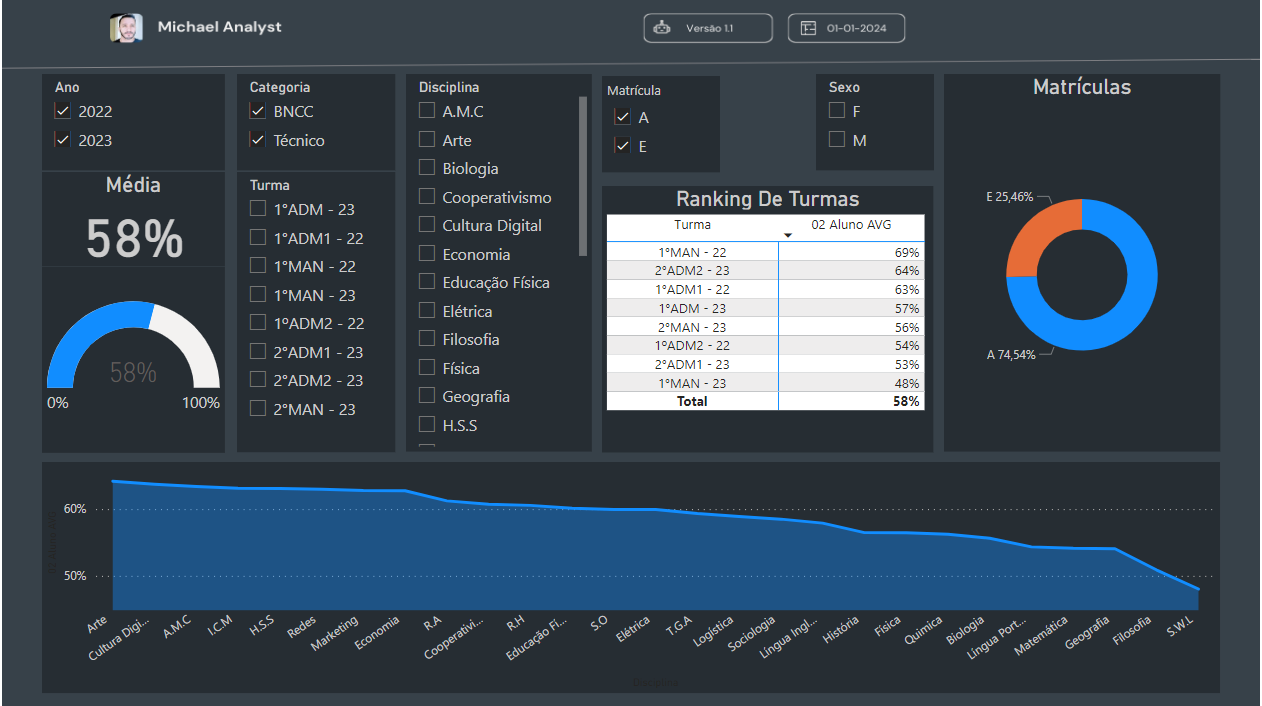 Michael Analyst
Versão 1.1
01-01-2024
Ano
2022
2023
Categoria
BNCC
Técnico
Disciplina
A.M.C
Arte
Biologia
Cooperativismo
Cultura Digital
Economia
Educação Física
Elétrica
Filosofia
Física
Geografia
H.S.S
Matrícula
A
E
Sexo
F
M
Matrículas
E 25,46%
A 74,54%
Média
58%
58%
0% 100%
Turma
1°ADM - 23
1°ADM1 - 22
1°MAN - 22
1°MAN - 23
1ºADM2 - 22
2°ADM1 - 23
2°ADM2 - 23
2°MAN - 23
Ranking De Turmas
Turma 02 Aluno AVG
1°MAN - 22 69%
2°ADM2 - 23 64%
1°ADM1 - 22 63%
1°ADM - 23 57%
2°MAN - 23 56%
1ºADM2 - 22 54%
2°ADM1 - 23 53%
1°MAN - 23 48%
Total 58%
02 Aluno AVG
60%
50%
Arte
Cultura Digi...
A.M.C
I.C.M
H.S.S
Redes
Marketing
Economia
R.A
Cooperativi...
R.H
Educação Fí...
S.O
Elétrica
T.G.A
Logística
Sociologia
Língua Ingl...
História
Física
Química
Biologia
Língua Port...
Matemática
Geografia
Filosofia
S.W.L